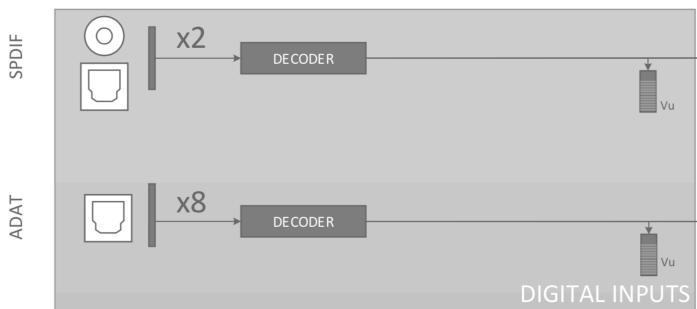 SPDIF
x2
DECODER
Vu
ADAT
x8
DECODER
Vu
DIGITAL INPUTS